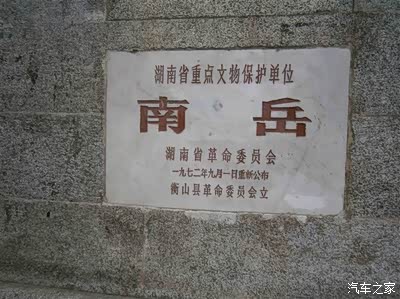 湖南省重点文物保护单位
南岳
湖南省革命委员会
一九七二年九月一日重新公布
衡山县革命委员会立
汽车之家